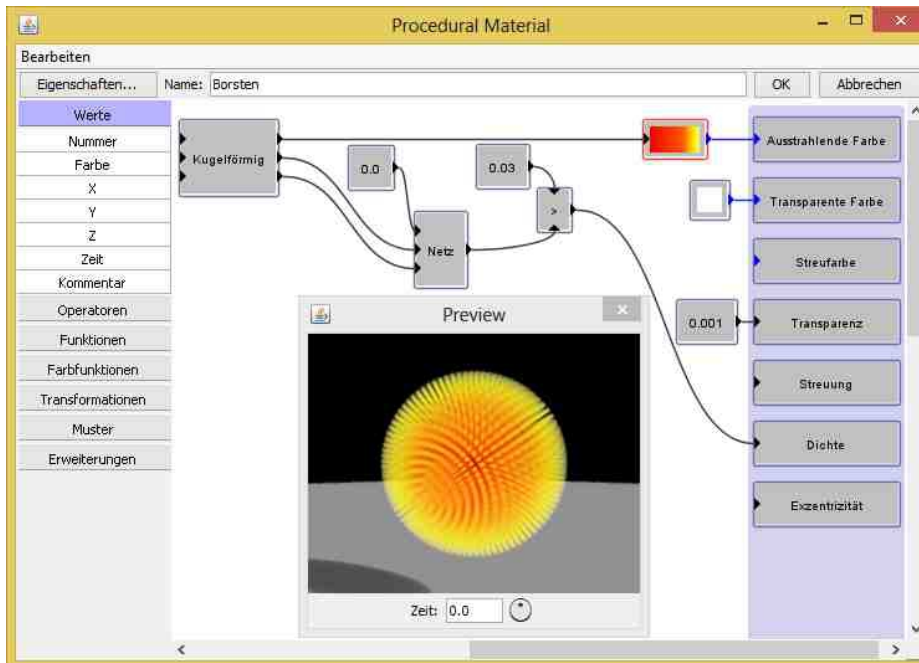 Procedural Material
Bearbeiten
Eigenschaften...
Name: Borsten
OK
Abbrechen
Werte
Nummer
Farbe
X
Y
Z
Zeit
Kommentar
Operatoren
Funktionen
Farbfunktionen
Transformationen
Muster
Erweiterungen
Kugelförmig
0.0
0.03
>
Netz
0.001
Ausstrahlende Farbe
Transparente Farbe
Streufarbe
Transparenz
Streuung
Dichte
Exzentrizität
Preview
Zeit: 0.0